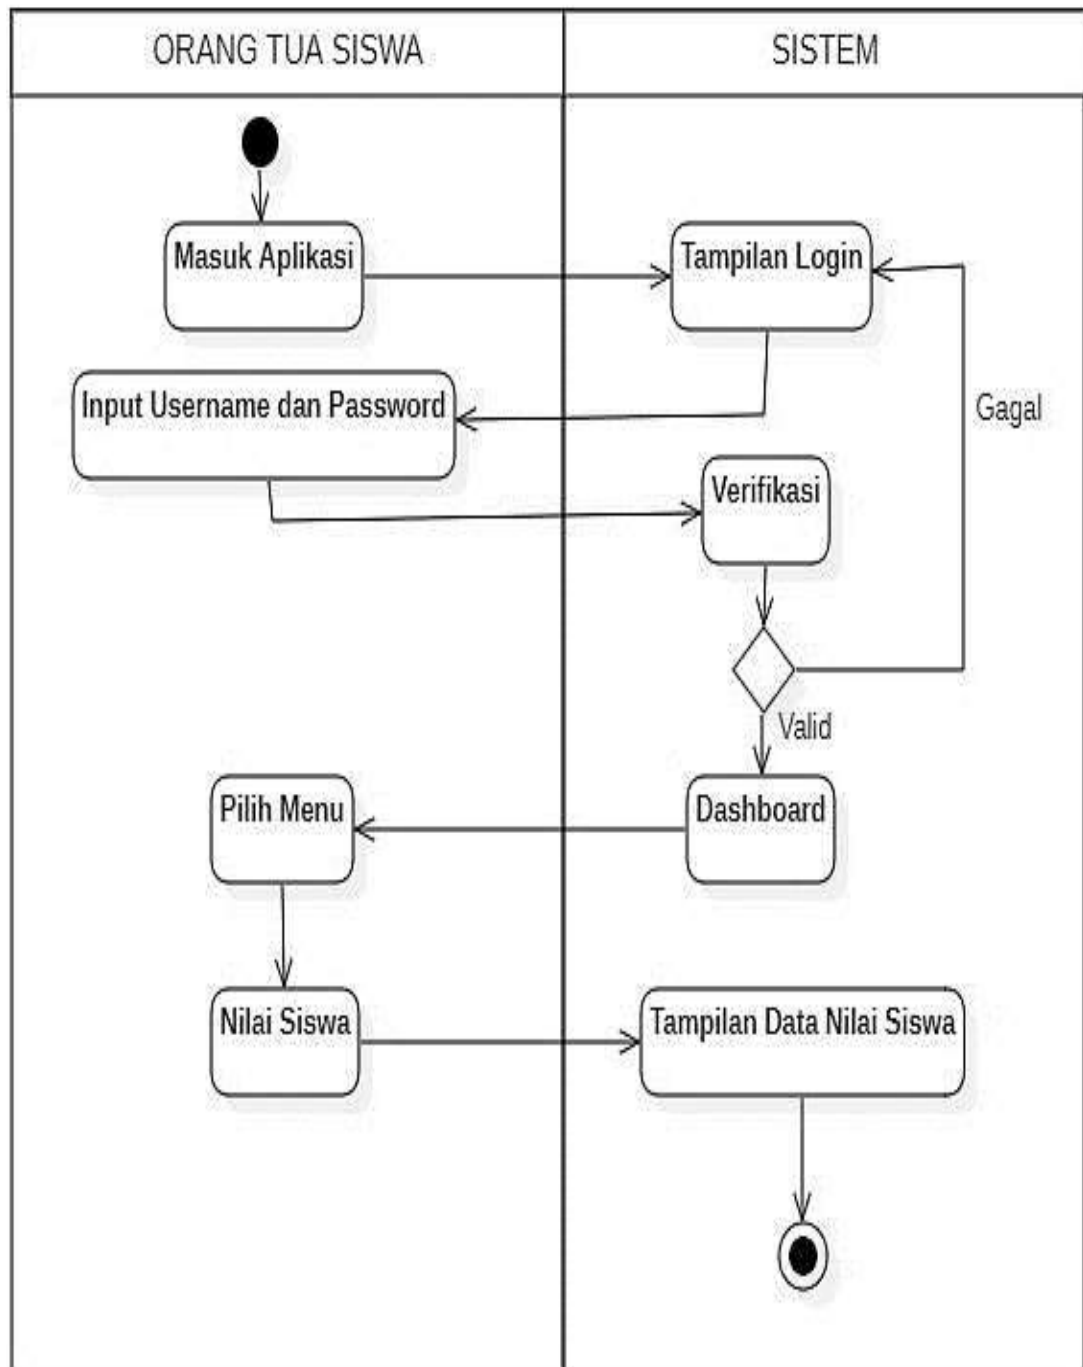 ORANG TUA SISWA
SISTEM
Masuk Aplikasi
Tampilan Login
Input Username dan Password
Gagal
Verifikasi
Valid
Pilih Menu
Dashboard
Nilai Siswa
Tampilan Data Nilai Siswa